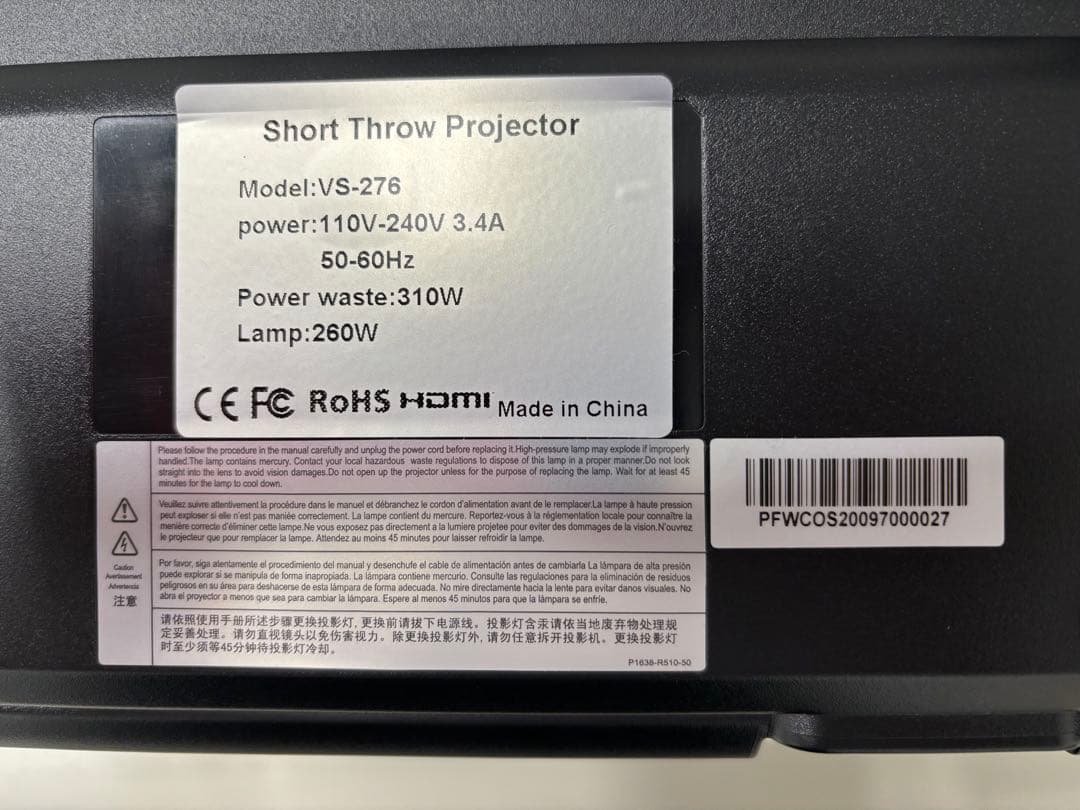 Short Throw Projector
Model:VS-276
power:110V-240V 3.4A
50-60Hz
Power waste:310W
Lamp:260W
CE FC RoHS HDMI Made in China
Please follow the procedure in the manual carefully and unplug the power cord before replacing it.High-pressure lamp may explode if improperly
handled.The lamp contains mercury. Contact your local hazardous waste regulations to dispose of this lamp in a proper manner.Do not look
straight into the lens to avoid vision damages.Do not open up the projector unless for the purpose of replacing the lamp. Wait for at least 45
minutes for the lamp to cool down.
Veuillez suivre attentivement la procédure dans le manuel et débranchez le cordon d'alimentation avant de le remplacer.La lampe à haute pression
peut exploser si elle n'est pas maniée correctement. La lampe contient du mercure. Reportez-vous à la réglementation locale pour connaître la
menière correcte d'éliminer cette lampe.Ne vous exposez pas directement a la lumiere projetee pour eviter des dommages de la vision.N'ouvrez
le projecteur que pour remplacer la lampe. Attendez au moins 45 minutes pour laisser refroidir la lampe.
Caution
Avertissement
Advertencia
注意
Por favor, siga atentamente el procedimiento del manual y desenchufe el cable de alimentación antes de cambiarla La lámpara de alta presión
puede explorar si se manipula de forma inapropiada. La lámpara contiene mercurio. Consulte las regulaciones para la eliminación de residuos
peligrosos en su área para deshacerse de esta lámpara de forma adecuada. No mire directamente hacia la lente para evitar danos visuales. No
abra el proyector a menos que sea para cambiar la lámpara. Espere al menos 45 minutos para que la lámpara se enfríe.
请依照使用手册所述步骤更换投影灯, 更换前请拔下电源线。投影灯含汞请依当地废弃物处理规
定妥善处理。请勿直视镜头以免伤害视力。除更换投影灯外, 请勿任意拆开投影机。更换投影灯
时至少须等45分钟待投影灯冷却。
P1638-R510-50
PFWCOS20097000027